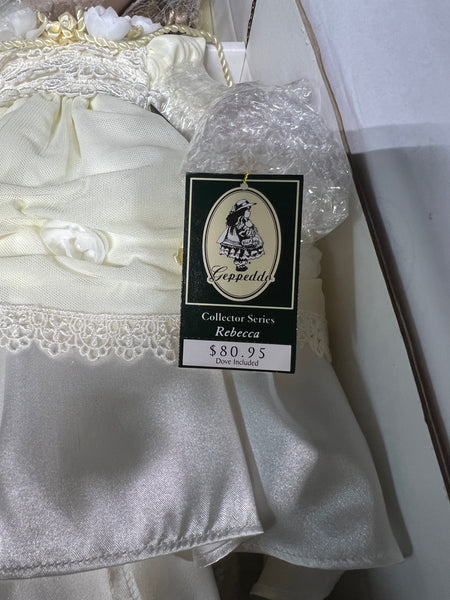 Geppeddo
Collector Series
Rebecca
$80.95
Dove Included